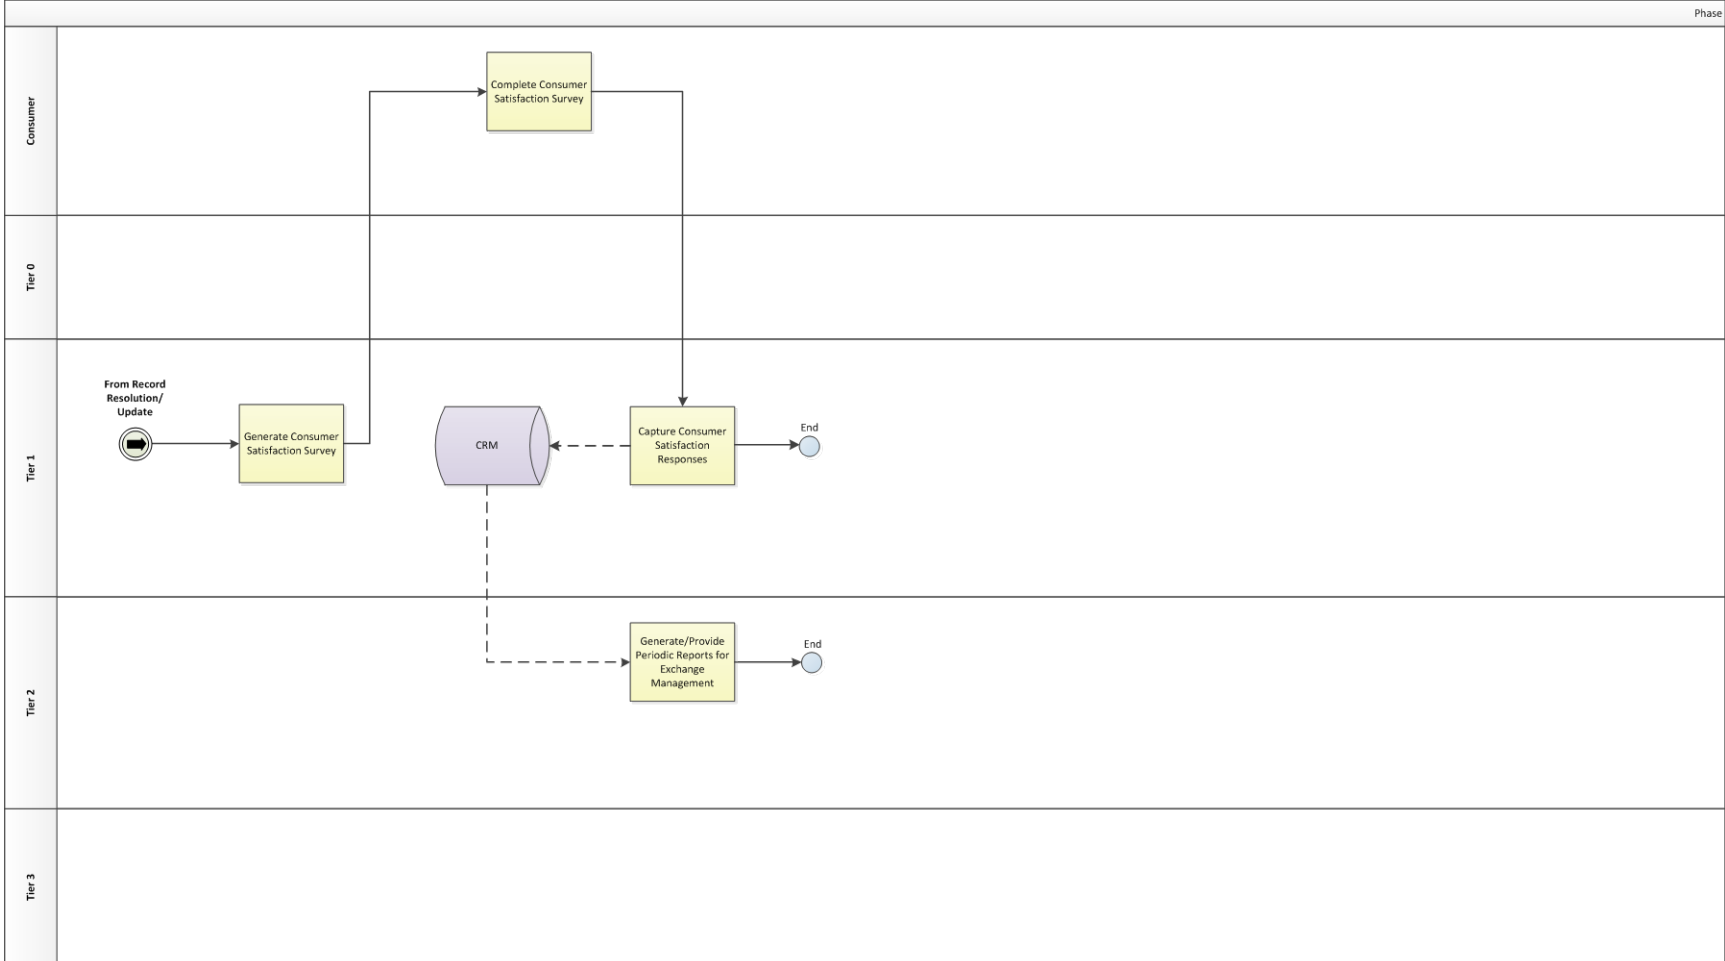 Phase
Consumer
Complete Consumer
Satisfaction Survey
Tier 0
Tier 1
From Record
Resolution/
Update
Generate Consumer
Satisfaction Survey
CRM
Capture Consumer
Satisfaction
Responses
End
Tier 2
Generate/Provide
Periodic Reports for
Exchange
Management
End
Tier 3